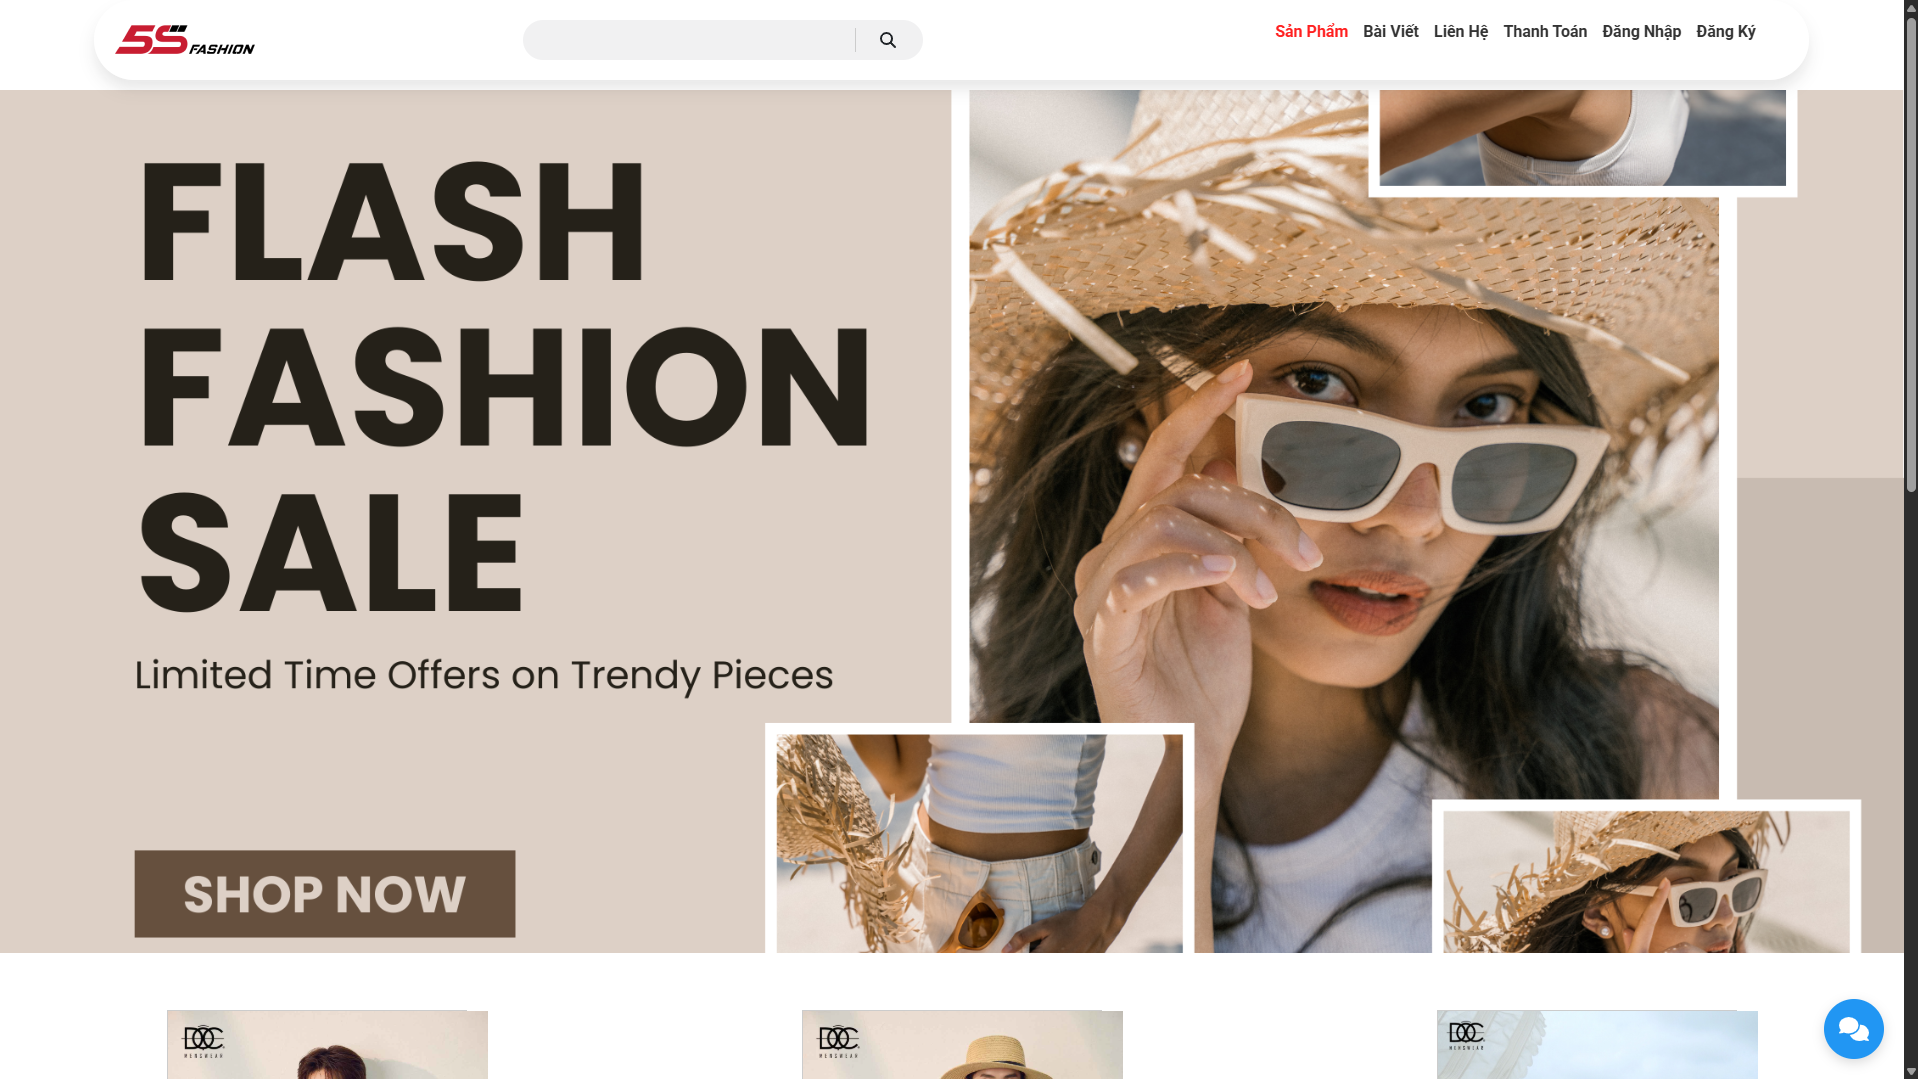 5S FASHION
Sản Phẩm Bài Viết Liên Hệ Thanh Toán Đăng Nhập Đăng Ký
FLASH
FASHION
SALE
Limited Time Offers on Trendy Pieces
SHOP NOW
DOC
MENSWEAR
DOC
MENSWEAR
DOC
MENSWEAR